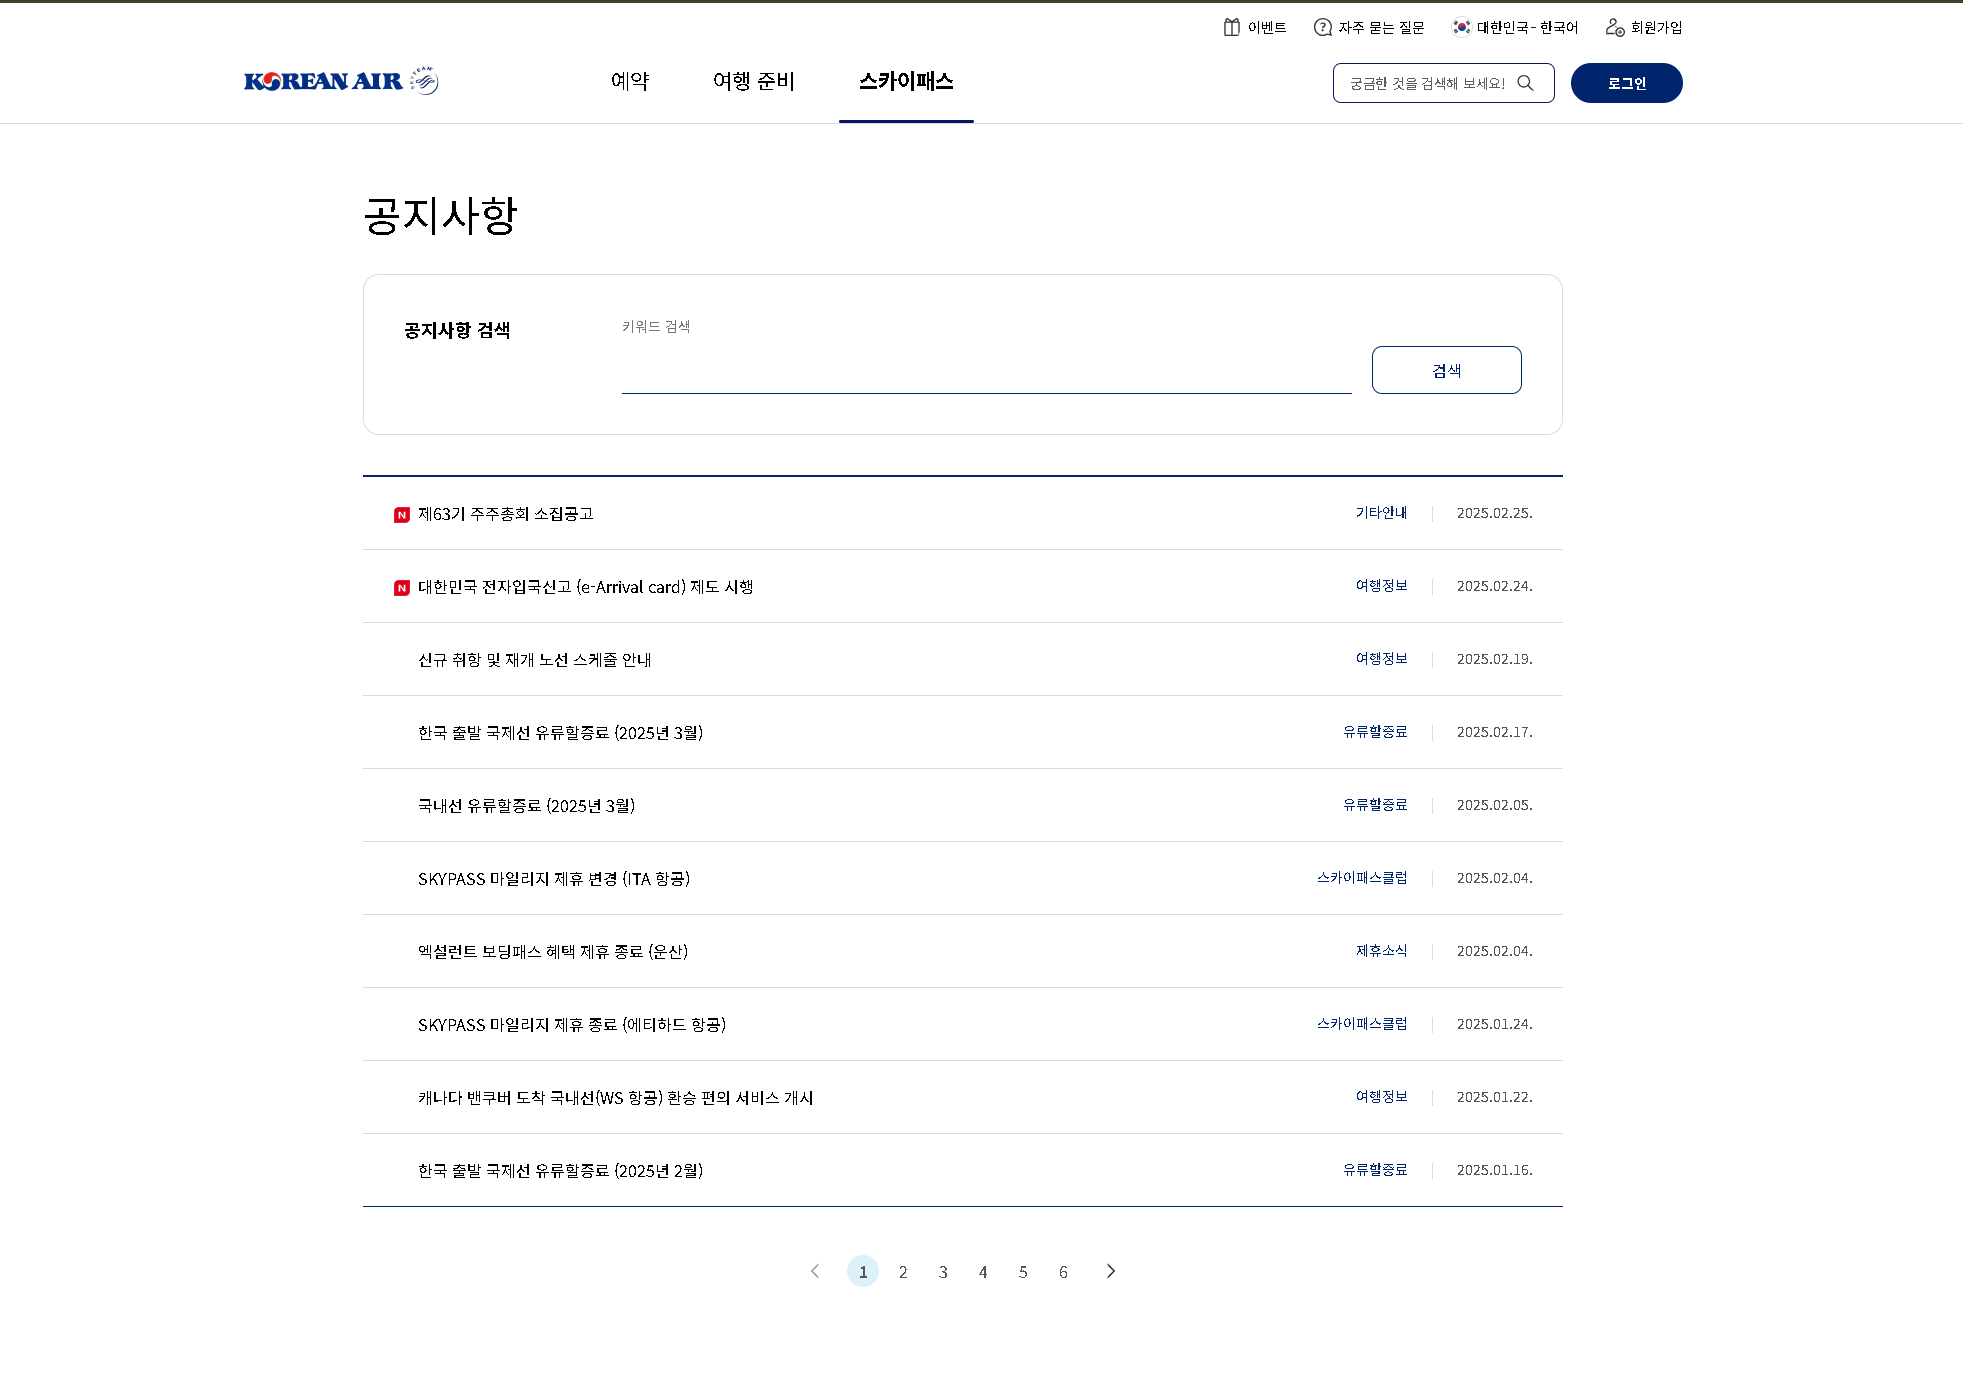 이벤트
자주 묻는 질문
대한민국 - 한국어
회원가입
KOREAN AIR
SKYTEAM
예약
여행 준비
스카이패스
궁금한 것을 검색해 보세요!
로그인
공지사항
공지사항 검색
키워드 검색
검색
N 제63기 주주총회 소집공고 기타안내 2025.02.25.
N 대한민국 전자입국신고 (e-Arrival card) 제도 시행 여행정보 2025.02.24.
신규 취항 및 재개 노선 스케줄 안내 여행정보 2025.02.19.
한국 출발 국제선 유류할증료 (2025년 3월) 유류할증료 2025.02.17.
국내선 유류할증료 (2025년 3월) 유류할증료 2025.02.05.
SKYPASS 마일리지 제휴 변경 (ITA 항공) 스카이패스클럽 2025.02.04.
엑설런트 보딩패스 혜택 제휴 종료 (운산) 제휴소식 2025.02.04.
SKYPASS 마일리지 제휴 종료 (에티하드 항공) 스카이패스클럽 2025.01.24.
캐나다 밴쿠버 도착 국내선(WS 항공) 환승 편의 서비스 개시 여행정보 2025.01.22.
한국 출발 국제선 유류할증료 (2025년 2월) 유류할증료 2025.01.16.
1 2 3 4 5 6